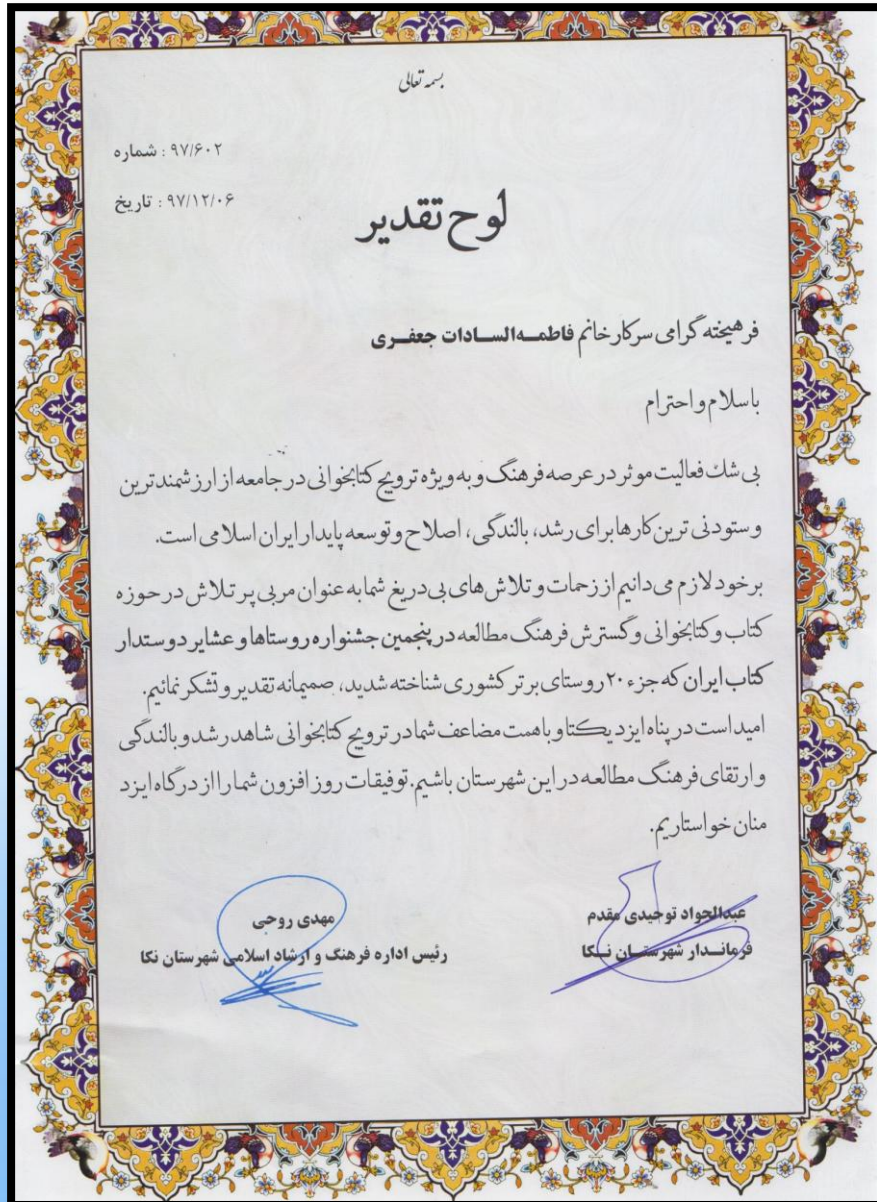 بسمه تعالی
شماره : ۹۷/۶۰۲
تاریخ : ۹۷/۱۲/۰۶
لوح تقدیر
فرهیخته گرامی سرکار خانم فاطمه‌السادات جعفری
با سلام و احترام
بی شك فعالیت موثر در عرصه فرهنگ و به ویژه ترویج کتابخوانی در جامعه از ارزشمندترین
و ستودنی ترین کارها برای رشد، بالندگی، اصلاح و توسعه پایدار ایران اسلامی است.
بر خود لازم می‌دانیم از زحمات و تلاش‌های بی‌دریغ شما به عنوان مربی پر تلاش در حوزه
کتاب و کتابخوانی و گسترش فرهنگ مطالعه در پنجمین جشنواره روستاها و عشایر دوستدار
کتاب ایران که جزء ۲۰ روستای برتر کشوری شناخته شدید، صمیمانه تقدیر و تشکر نمائیم.
امید است در پناه ایزد یکتا و با همت مضاعف شما در ترویج کتابخوانی شاهد رشد و بالندگی
و ارتقای فرهنگ مطالعه در این شهرستان باشیم. توفیقات روز افزون شما را از درگاه ایزد
منان خواستاریم.
عبدالجواد توحیدی مقدم
فرماندار شهرستان نکا
مهدی روحی
رئیس اداره فرهنگ و ارشاد اسلامی شهرستان نکا